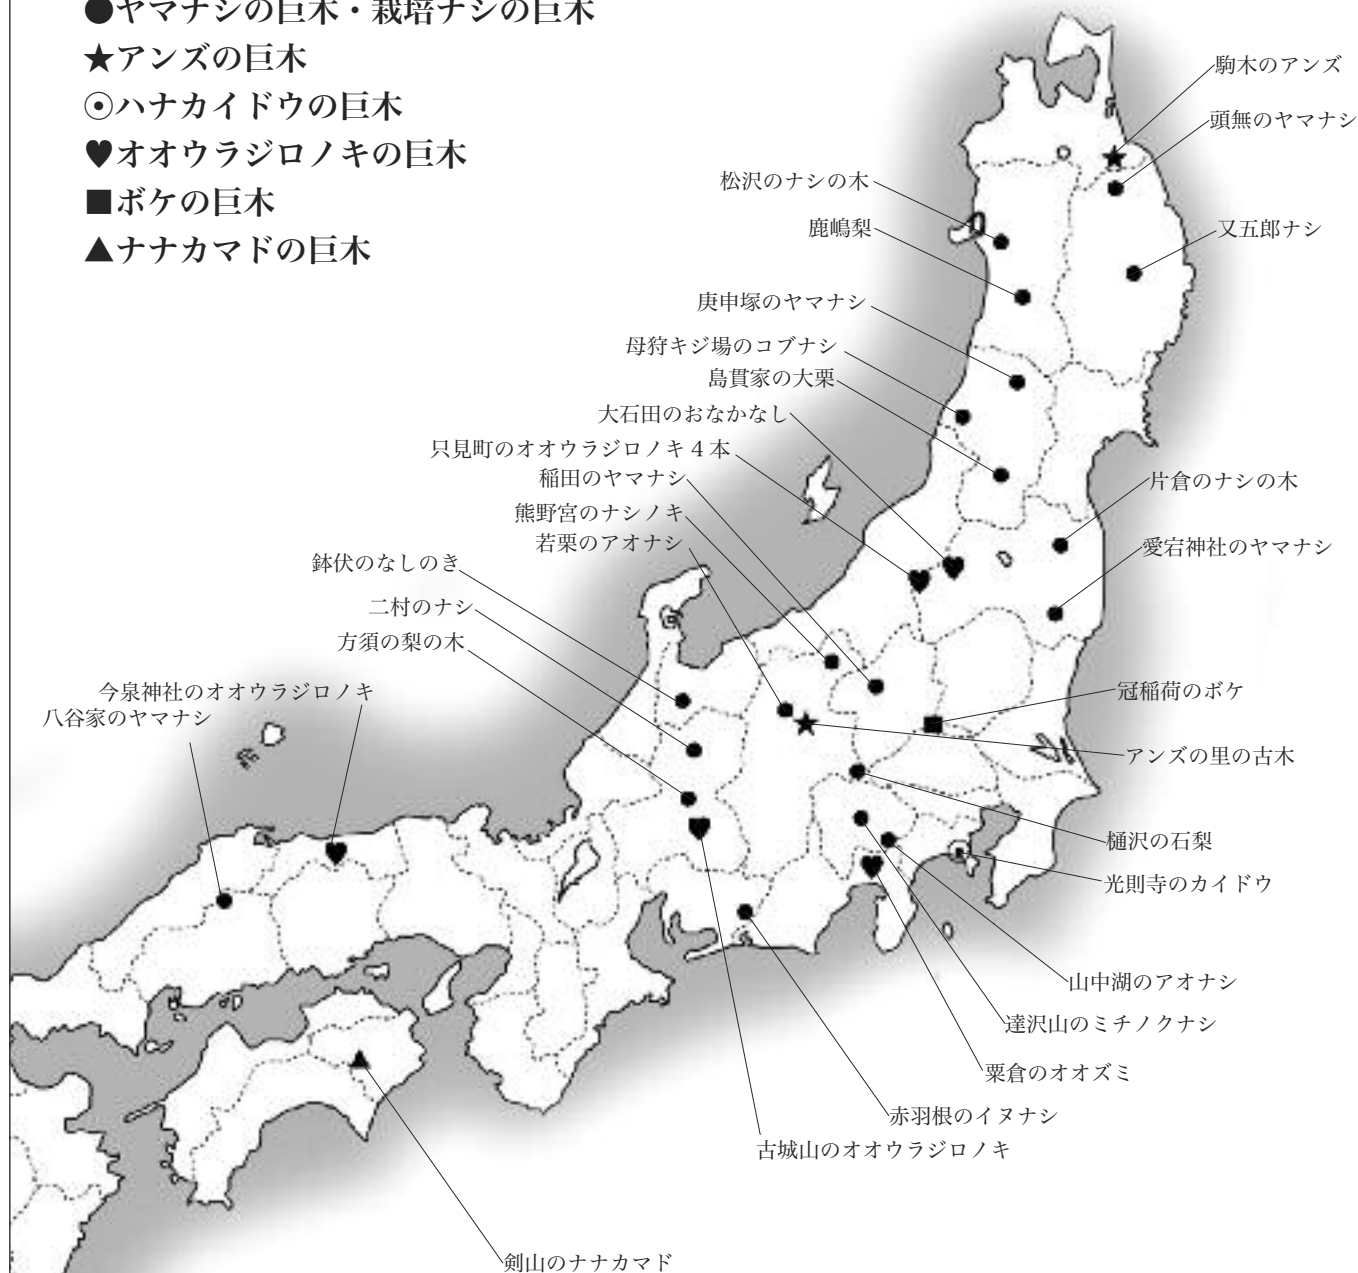 ●ヤマナシの巨木・栽培ナシの巨木
★アンズの巨木
⦿ハナカイドウの巨木
♥オオウラジロノキの巨木
■ボケの巨木
▲ナナカマドの巨木
駒木のアンズ
頭無のヤマナシ
松沢のナシの木
鹿嶋梨
又五郎ナシ
庚申塚のヤマナシ
母狩キジ場のコブナシ
島貫家の大栗
大石田のおなかなし
只見町のオオウラジロノキ４本
稲田のヤマナシ
片倉のナシの木
熊野宮のナシノキ
若栗のアオナシ
愛宕神社のヤマナシ
鉢伏のなしのき
二村のナシ
方須の梨の木
今泉神社のオオウラジロノキ
八谷家のヤマナシ
冠稲荷のボケ
アンズの里の古木
樋沢の石梨
光則寺のカイドウ
山中湖のアオナシ
達沢山のミチノクナシ
粟倉のオオズミ
赤羽根のイヌナシ
古城山のオオウラジロノキ
剣山のナナカマド